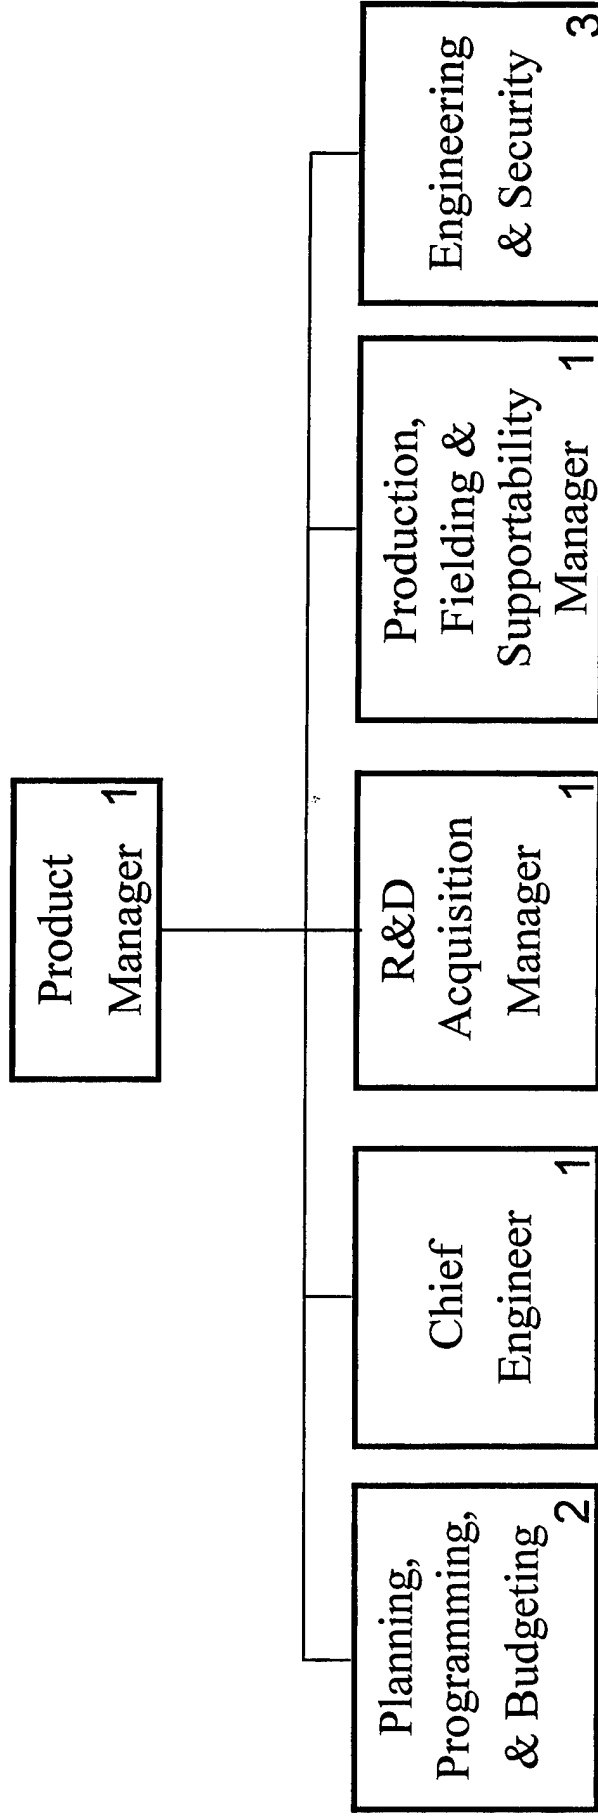 Product
Manager
1
Planning,
Programming,
& Budgeting
2
Chief
Engineer
1
R&D
Acquisition
Manager
1
Production,
Fielding &
Supportability
Manager
1
Engineering
& Security
3